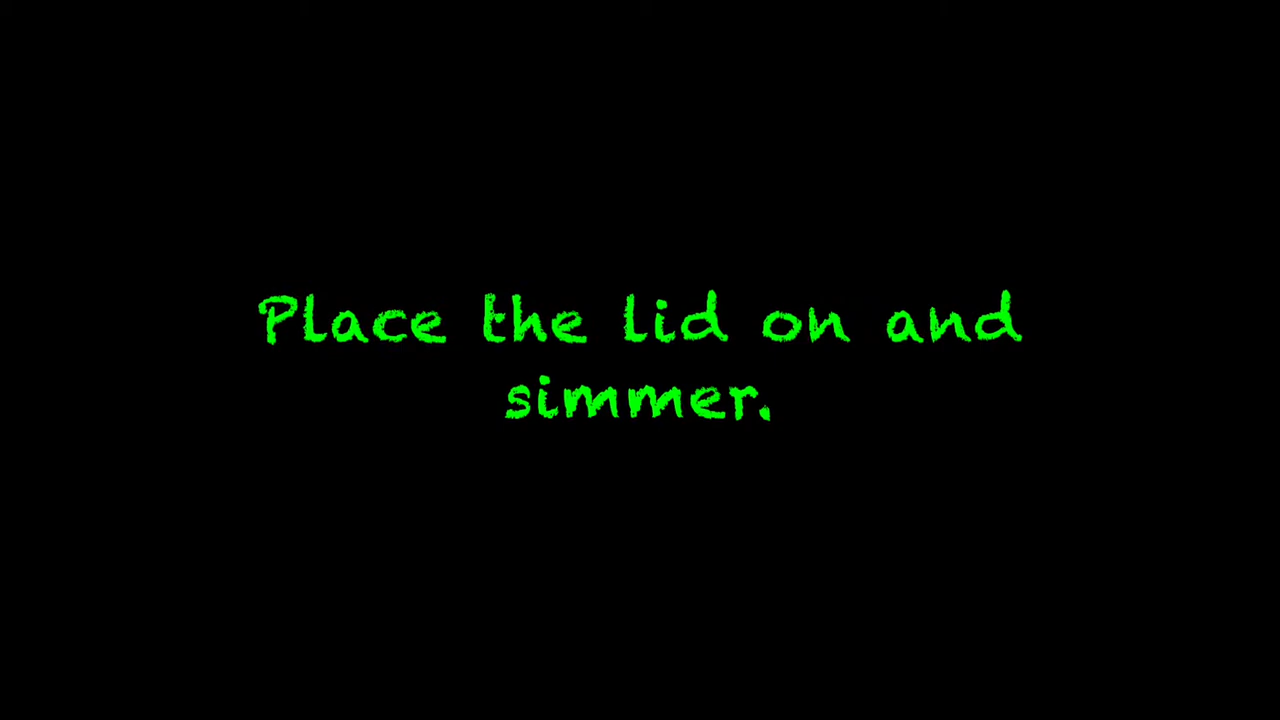 Place the lid on and
simmer.